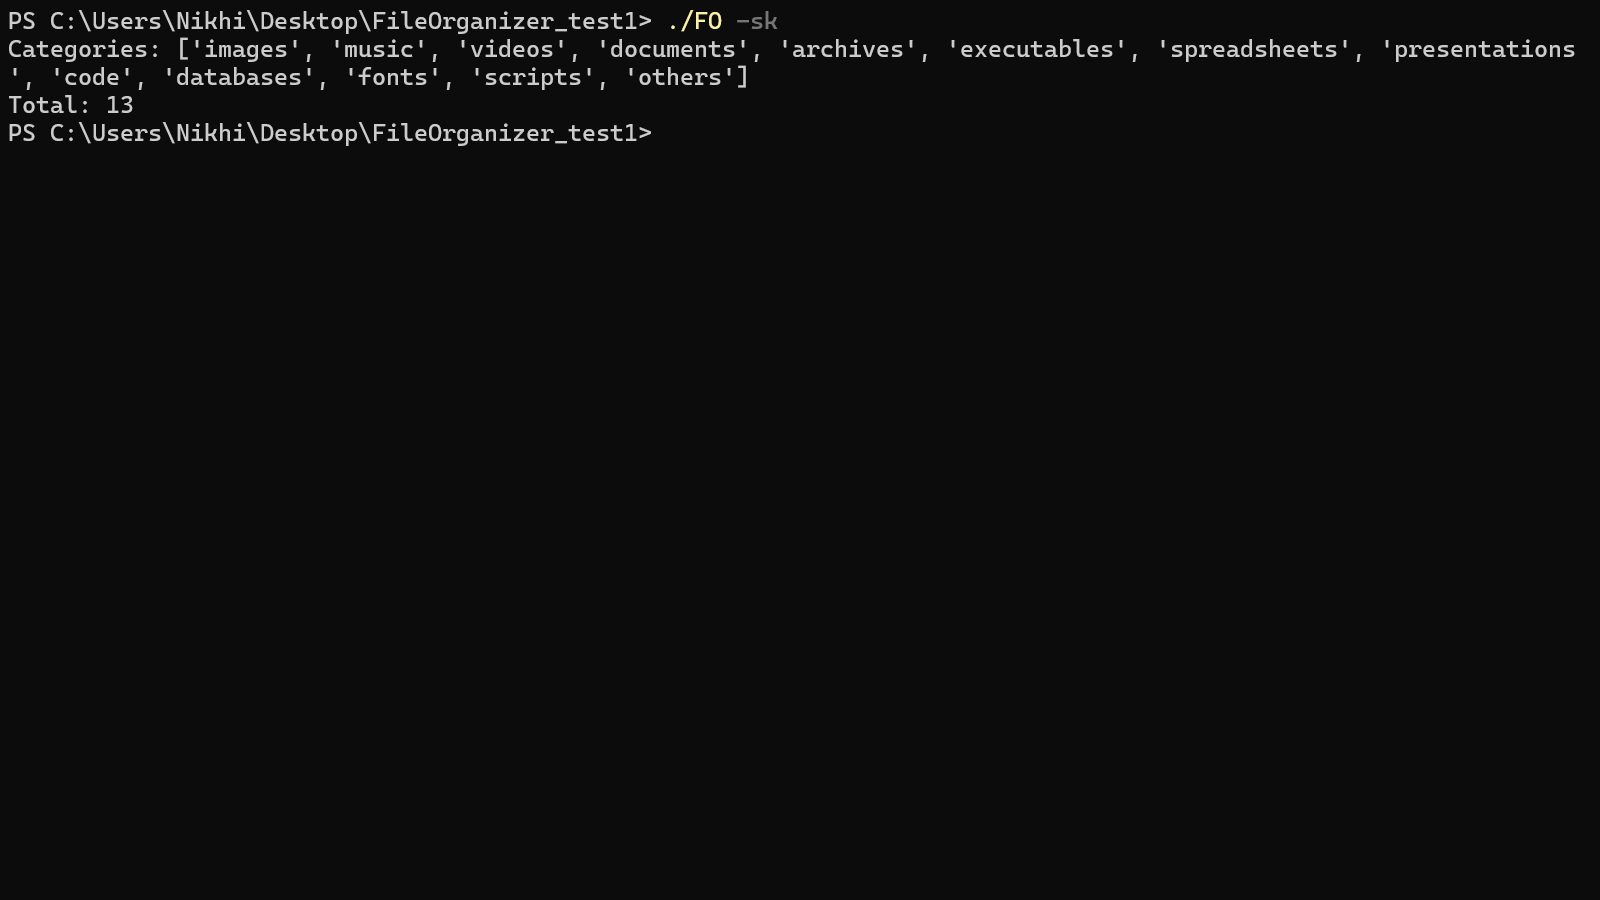 PS C:\Users\Nikhi\Desktop\FileOrganizer_test1> ./FO -sk
Categories: ['images', 'music', 'videos', 'documents', 'archives', 'executables', 'spreadsheets', 'presentations
', 'code', 'databases', 'fonts', 'scripts', 'others']
Total: 13
PS C:\Users\Nikhi\Desktop\FileOrganizer_test1>